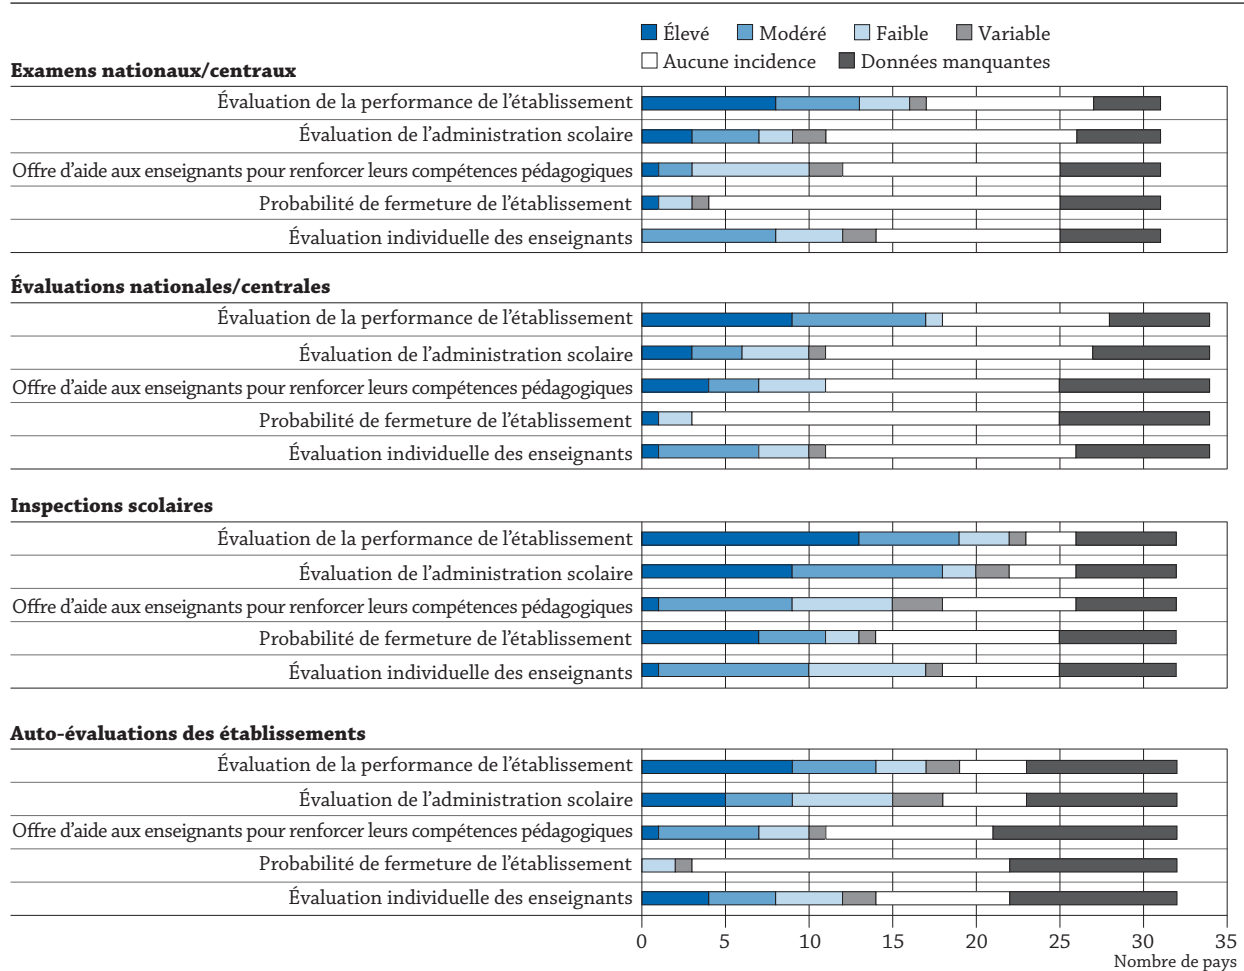 Élevé Modéré Faible Variable
Aucune incidence Données manquantes
Examens nationaux/centraux
Évaluation de la performance de l’établissement
Évaluation de l’administration scolaire
Offre d’aide aux enseignants pour renforcer leurs compétences pédagogiques
Probabilité de fermeture de l’établissement
Évaluation individuelle des enseignants
Évaluations nationales/centrales
Évaluation de la performance de l’établissement
Évaluation de l’administration scolaire
Offre d’aide aux enseignants pour renforcer leurs compétences pédagogiques
Probabilité de fermeture de l’établissement
Évaluation individuelle des enseignants
Inspections scolaires
Évaluation de la performance de l’établissement
Évaluation de l’administration scolaire
Offre d’aide aux enseignants pour renforcer leurs compétences pédagogiques
Probabilité de fermeture de l’établissement
Évaluation individuelle des enseignants
Auto-évaluations des établissements
Évaluation de la performance de l’établissement
Évaluation de l’administration scolaire
Offre d’aide aux enseignants pour renforcer leurs compétences pédagogiques
Probabilité de fermeture de l’établissement
Évaluation individuelle des enseignants
0 5 10 15 20 25 30 35
Nombre de pays